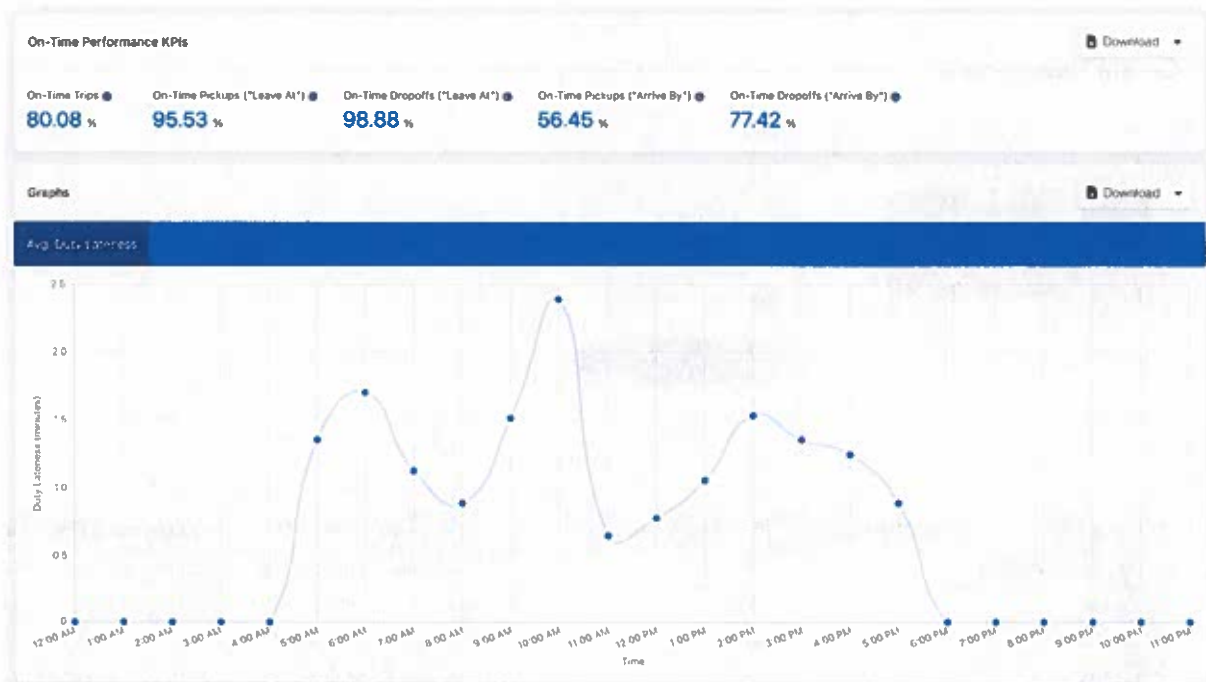 On-Time Performance KPIs
Download
On-Time Trips
On-Time Pickups ("Leave At")
On-Time Dropoffs ("Leave At")
On-Time Pickups ("Arrive By")
On-Time Dropoffs ("Arrive By")
80.08 %
95.53 %
98.88 %
56.45 %
77.42 %
Graphs
Download
Avg. Duty Lateness
Duty Lateness (minutes)
2.5
2.0
1.5
1.0
0.5
0
12:00 AM
1:00 AM
2:00 AM
3:00 AM
4:00 AM
5:00 AM
6:00 AM
7:00 AM
8:00 AM
9:00 AM
10:00 AM
11:00 AM
12:00 PM
1:00 PM
2:00 PM
3:00 PM
4:00 PM
5:00 PM
6:00 PM
7:00 PM
8:00 PM
9:00 PM
10:00 PM
11:00 PM
Time